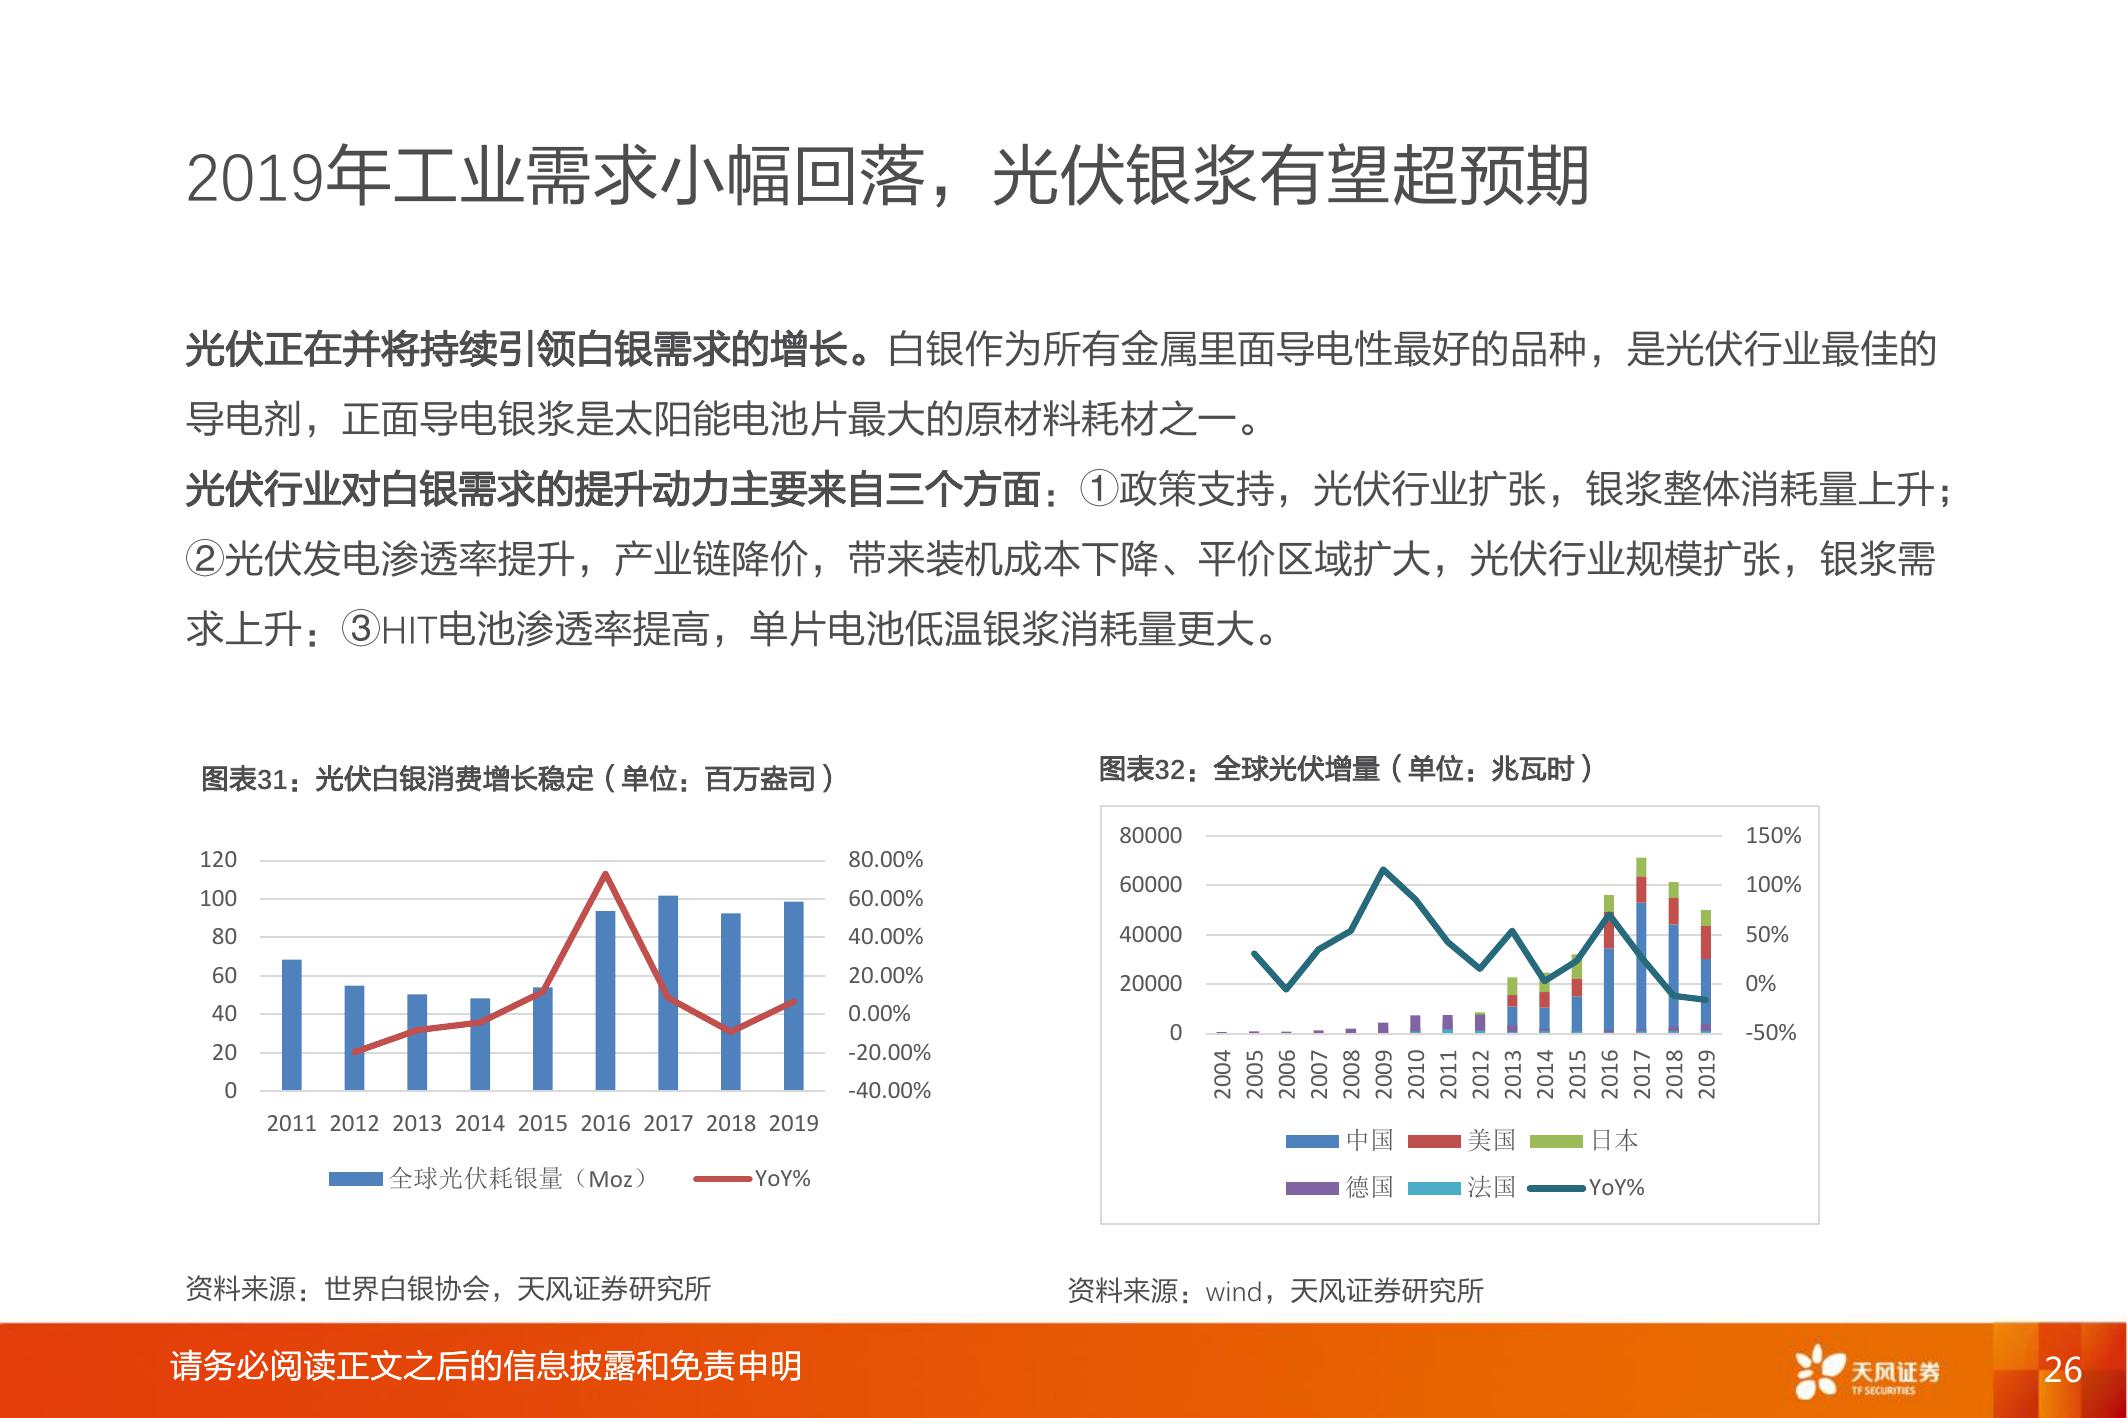 2019年工业需求小幅回落，光伏银浆有望超预期
光伏正在并将持续引领白银需求的增长。白银作为所有金属里面导电性最好的品种，是光伏行业最佳的
导电剂，正面导电银浆是太阳能电池片最大的原材料耗材之一。
光伏行业对白银需求的提升动力主要来自三个方面：①政策支持，光伏行业扩张，银浆整体消耗量上升；
②光伏发电渗透率提升，产业链降价，带来装机成本下降、平价区域扩大，光伏行业规模扩张，银浆需
求上升；③HIT电池渗透率提高，单片电池低温银浆消耗量更大。
图表31：光伏白银消费增长稳定（单位：百万盎司）
120
100
80
60
40
20
0
80.00%
60.00%
40.00%
20.00%
0.00%
-20.00%
-40.00%
2011 2012 2013 2014 2015 2016 2017 2018 2019
全球光伏耗银量（Moz） YoY%
资料来源：世界白银协会，天风证券研究所
图表32：全球光伏增量（单位：兆瓦时）
80000
60000
40000
20000
0
150%
100%
50%
0%
-50%
2004 2005 2006 2007 2008 2009 2010 2011 2012 2013 2014 2015 2016 2017 2018 2019
中国 美国 日本
德国 法国 YoY%
资料来源：wind，天风证券研究所
请务必阅读正文之后的信息披露和免责申明
天风证券
TF SECURITIES
26